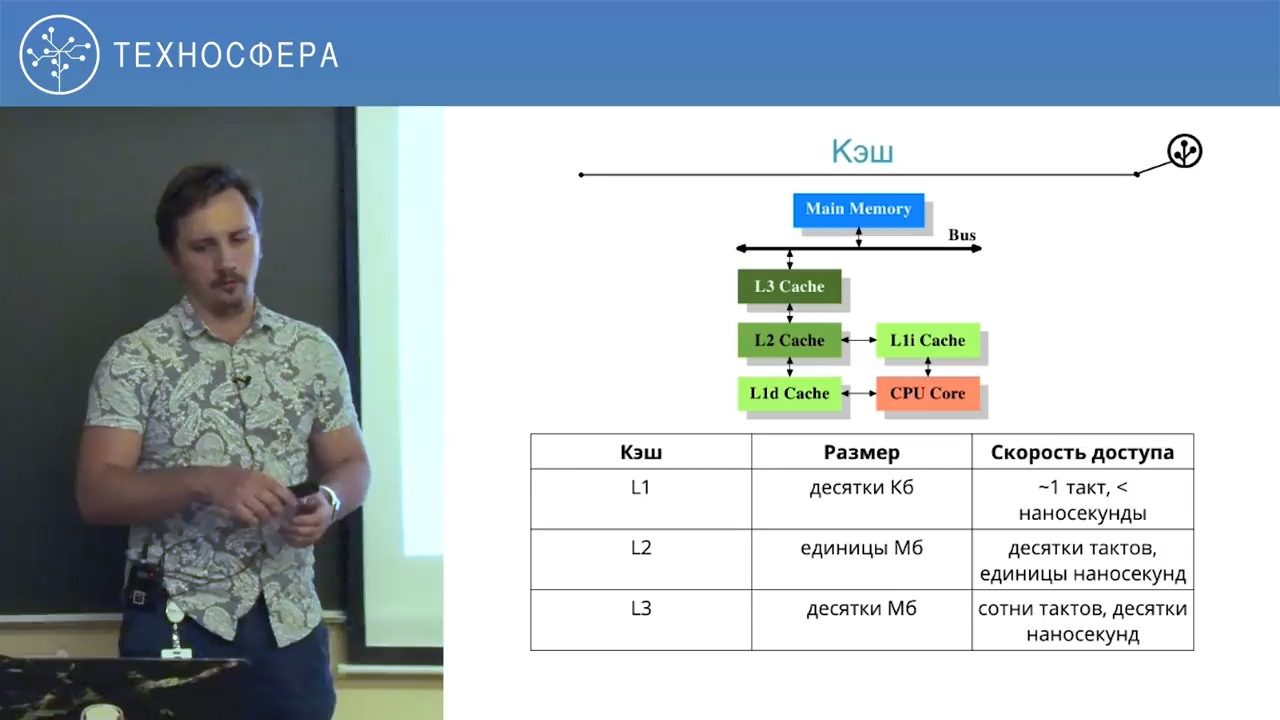 ТЕХНОСФЕРА
Кэш
Main Memory
Bus
L3 Cache
L2 Cache
L1i Cache
L1d Cache
CPU Core
Кэш Размер Скорость доступа
L1 десятки Кб ~1 такт, <
наносекунды
L2 единицы Мб десятки тактов,
единицы наносекунд
L3 десятки Мб сотни тактов, десятки
наносекунд